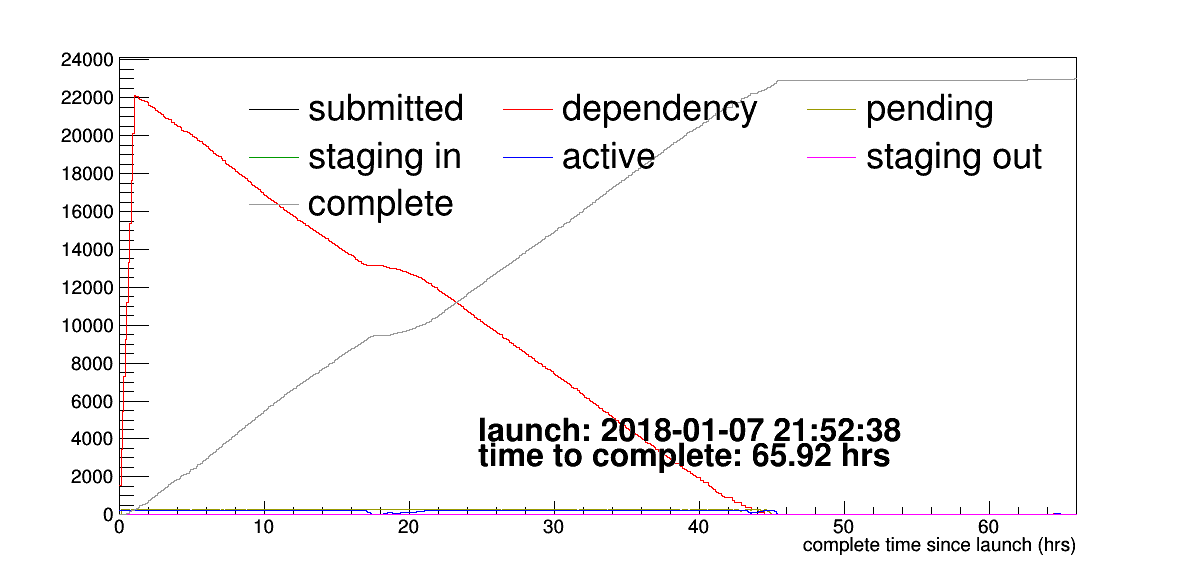 24000
22000
20000
18000
16000
14000
12000
10000
8000
6000
4000
2000
0
submitted dependency pending
staging in active staging out
complete
launch: 2018-01-07 21:52:38
time to complete: 65.92 hrs
0 10 20 30 40 50 60
complete time since launch (hrs)